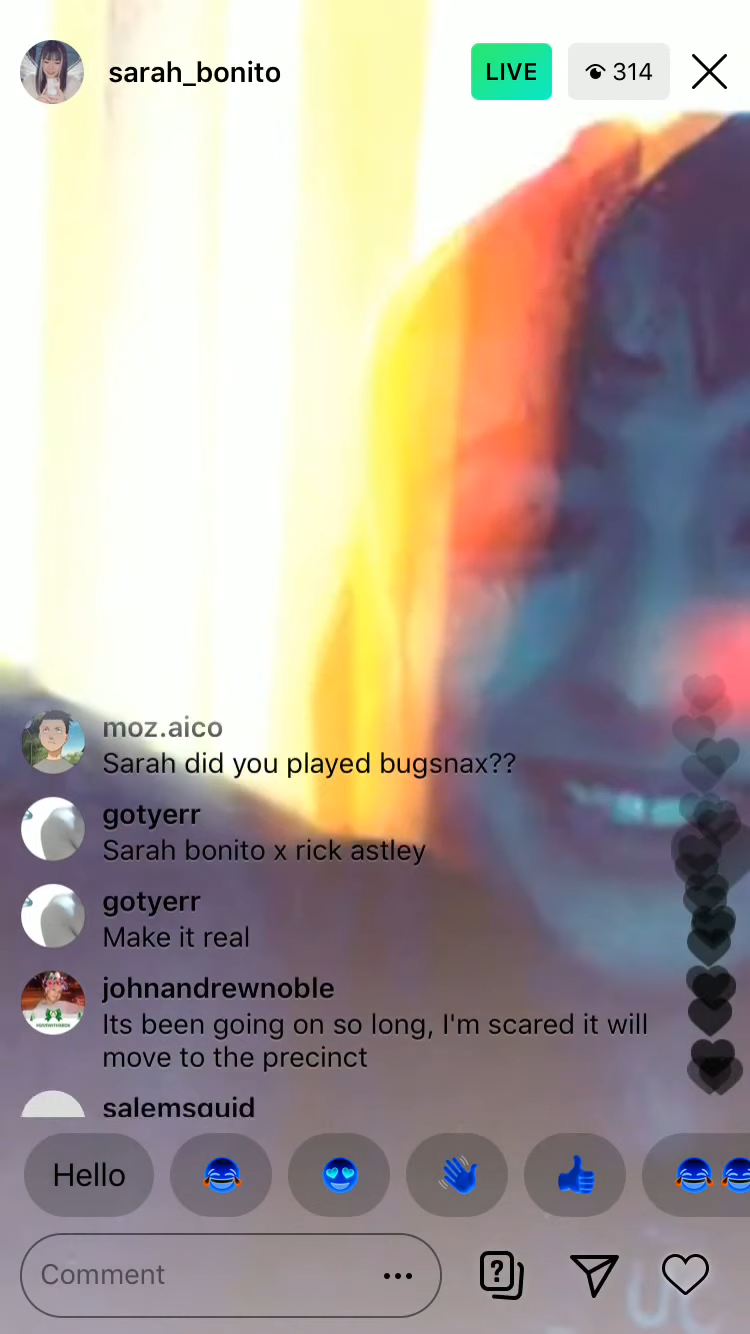 sarah_bonito
LIVE
314
moz.aico
Sarah did you played bugsnax??
gotyerr
Sarah bonito x rick astley
gotyerr
Make it real
johnandrewnoble
Its been going on so long, I'm scared it will
move to the precinct
salemsquid
Hello
Comment